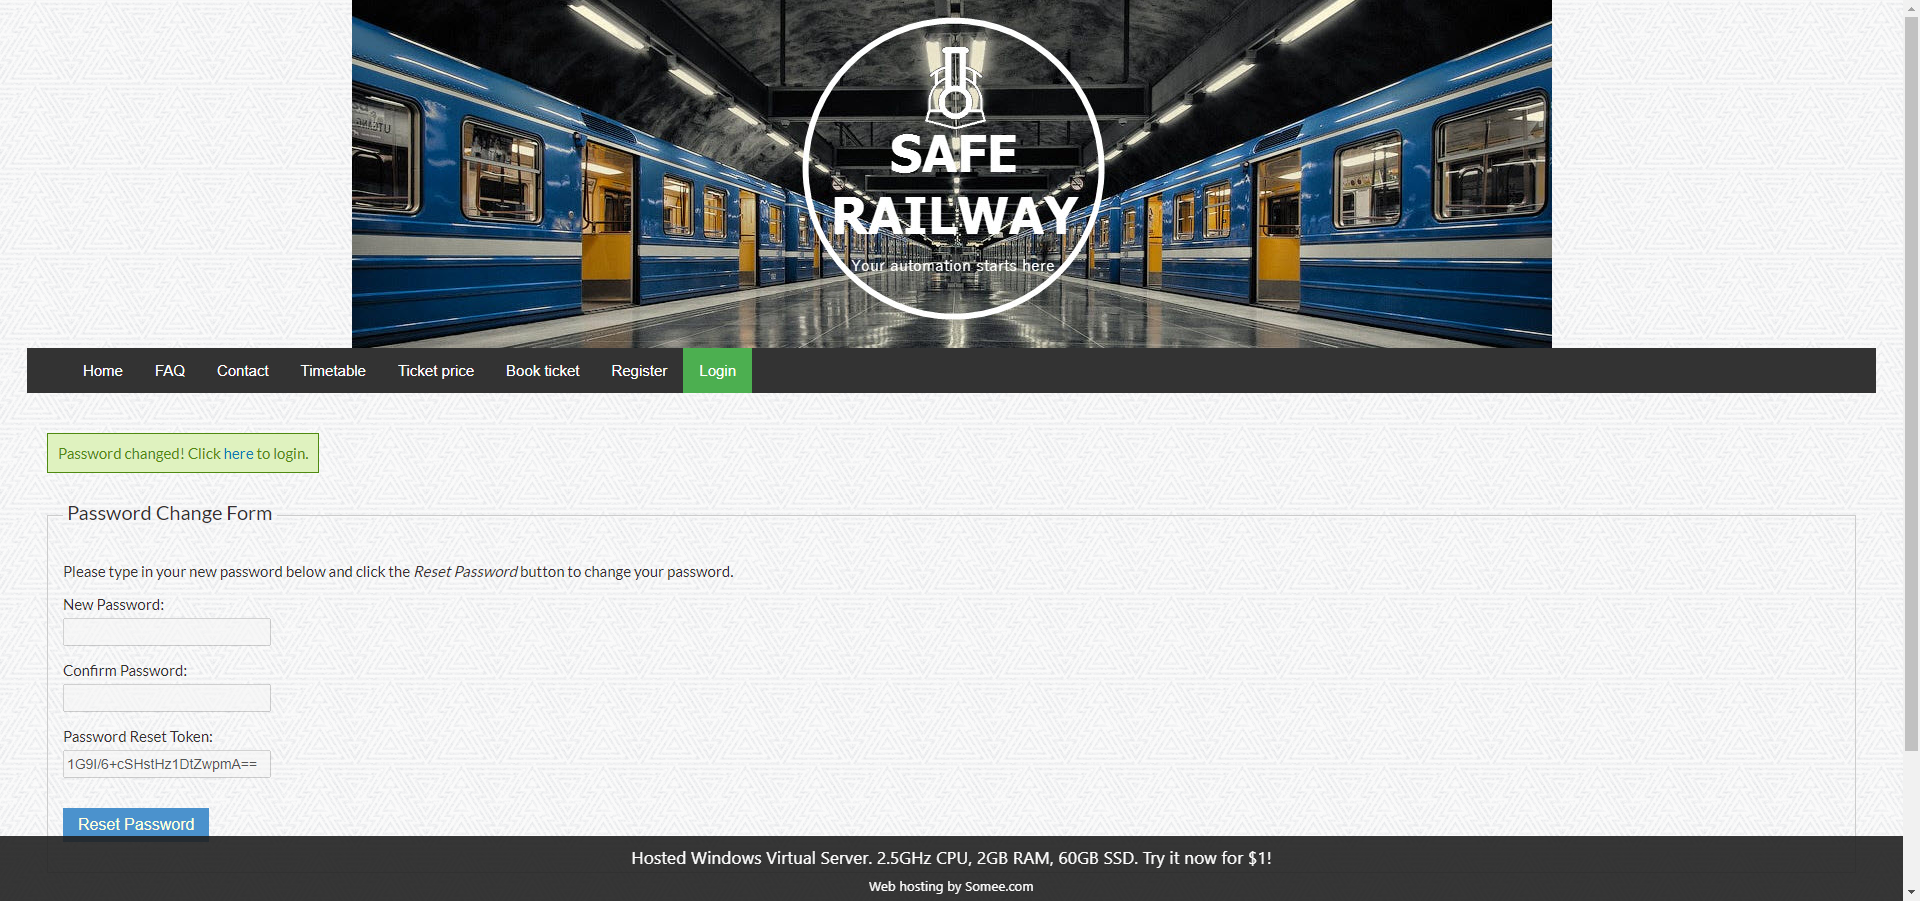 SAFE
RAILWAY
Your automation starts here
Home FAQ Contact Timetable Ticket price Book ticket Register Login
Password changed! Click here to login.
Password Change Form
Please type in your new password below and click the Reset Password button to change your password.
New Password:
Confirm Password:
Password Reset Token:
1G9I/6+cSHstHz1DtZwpmA==
Reset Password
Hosted Windows Virtual Server. 2.5GHz CPU, 2GB RAM, 60GB SSD. Try it now for $1!
Web hosting by Somee.com